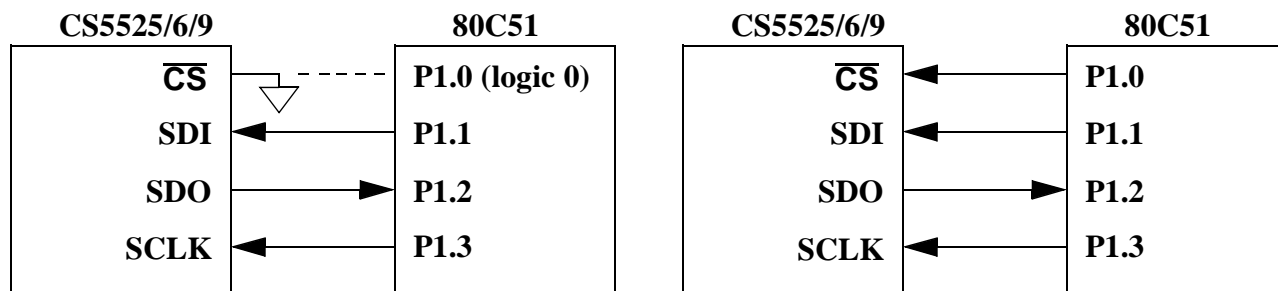 CS5525/6/9 80C51
CS P1.0 (logic 0)
SDI P1.1
SDO P1.2
SCLK P1.3
CS5525/6/9 80C51
CS P1.0
SDI P1.1
SDO P1.2
SCLK P1.3